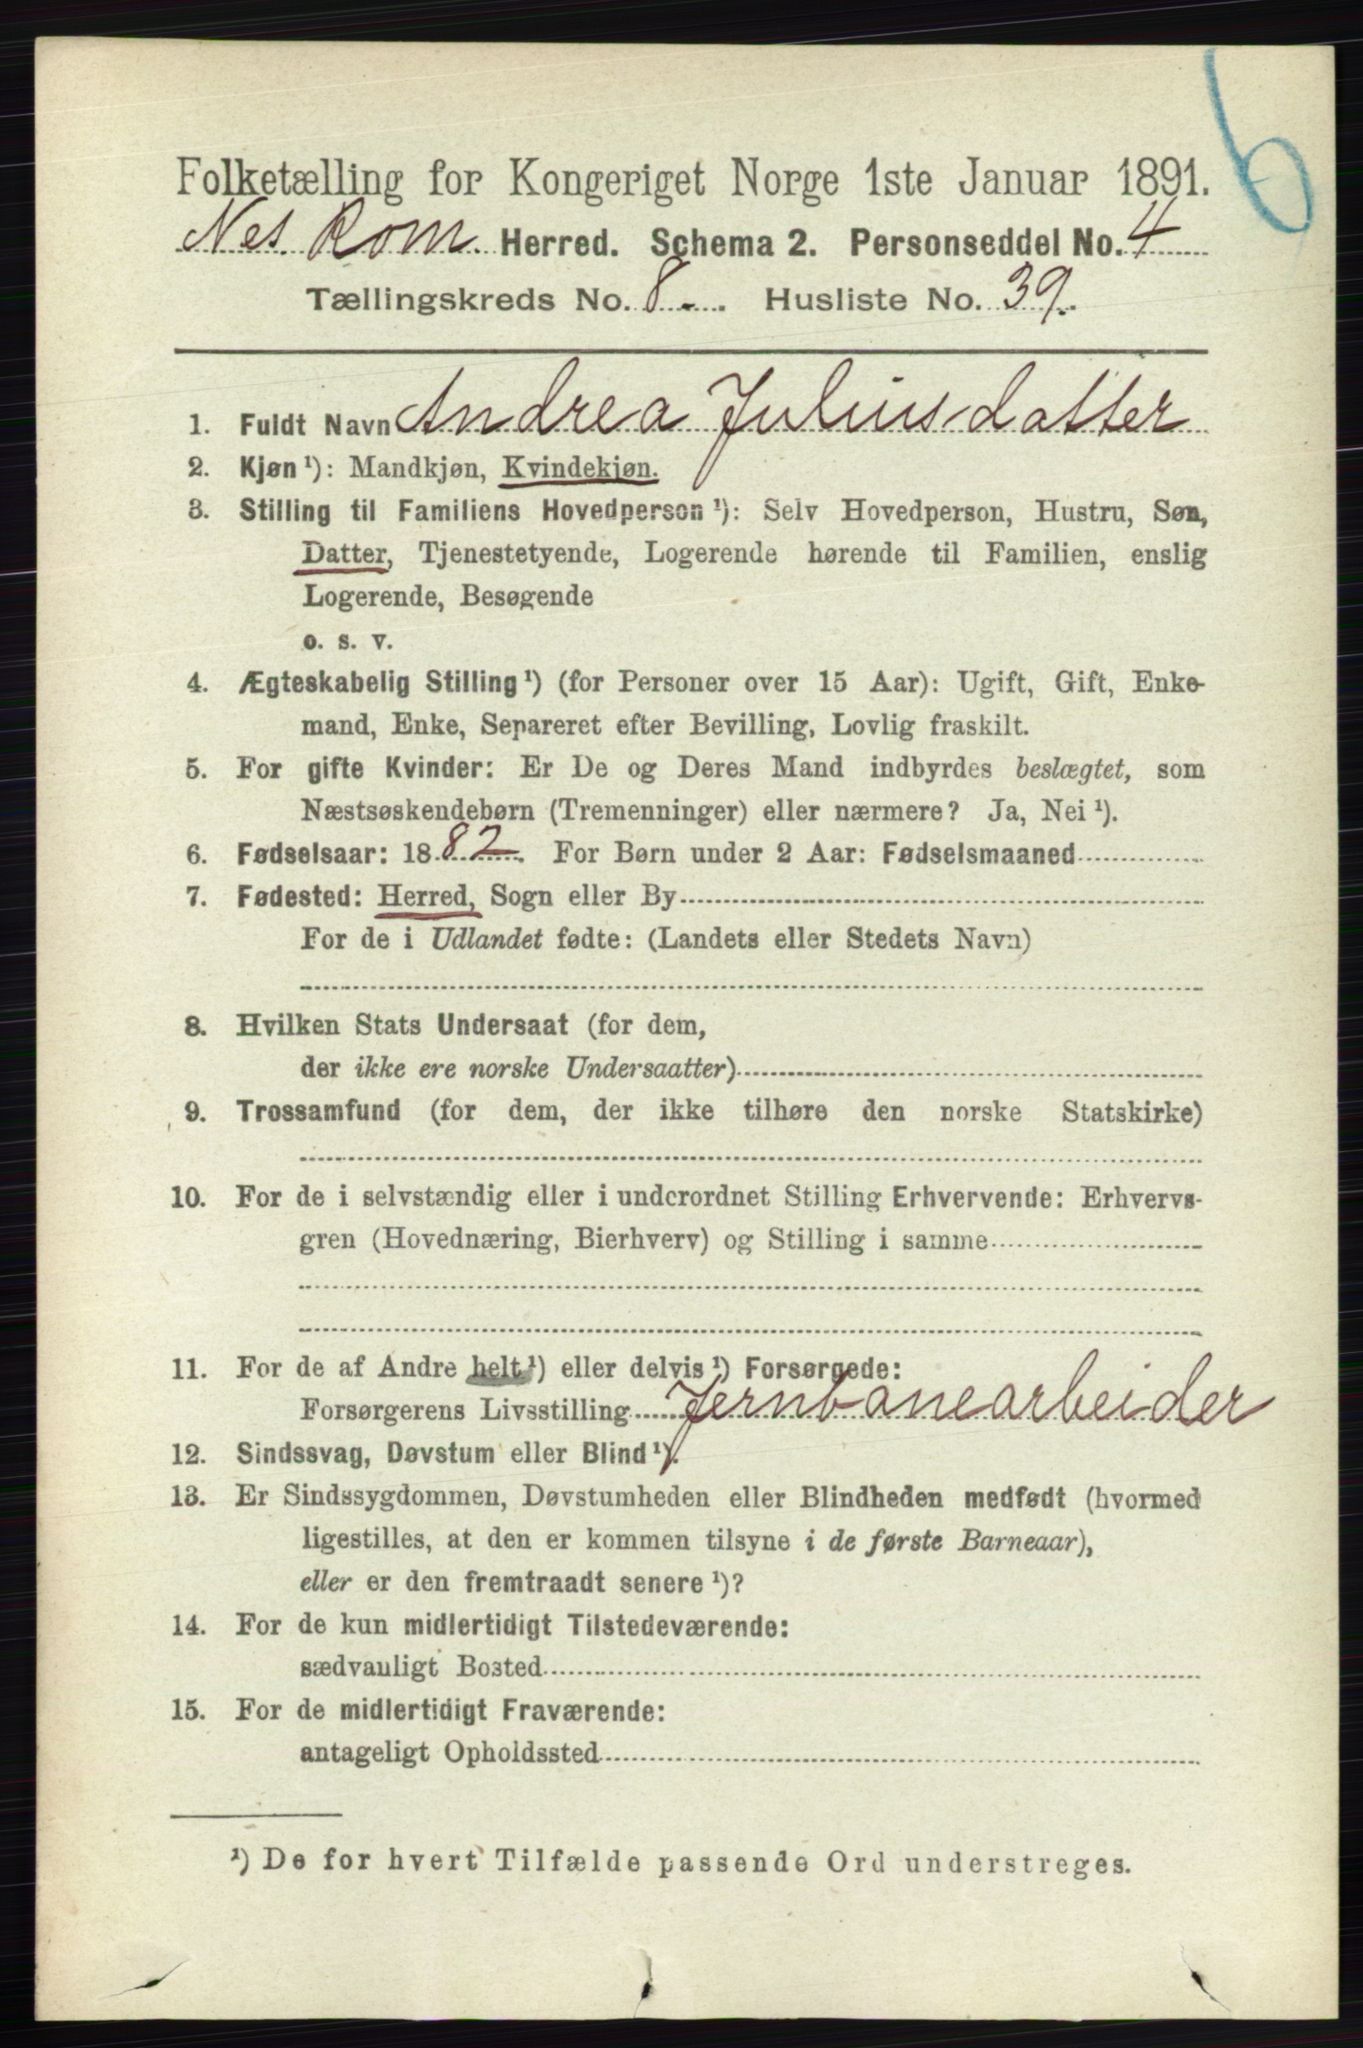 6
Folketælling for Kongeriget Norge 1ste Januar 1891.
Nes. Rom. Herred. Schema 2. Personseddel No. 4
Tællingskreds No. 8. Husliste No. 39.
1. Fuldt Navn Andrea Juliusdatter
2. Kjøn ¹): Mandkjøn, Kvindekjøn.
3. Stilling til Familiens Hovedperson ¹): Selv Hovedperson, Hustru, Søn,
Datter, Tjenestetyende, Logerende hørende til Familien, enslig
Logerende, Besøgende
o. s. v.
4. Ægteskabelig Stilling ¹) (for Personer over 15 Aar): Ugift, Gift, Enke-
mand, Enke, Separeret efter Bevilling, Lovlig fraskilt.
5. For gifte Kvinder: Er De og Deres Mand indbyrdes beslægtet, som
Næstsøskendebørn (Tremenninger) eller nærmere? Ja, Nei ¹).
6. Fødselsaar: 1882. For Børn under 2 Aar: Fødselsmaaned
7. Fødested: Herred, Sogn eller By
For de i Udlandet fødte: (Landets eller Stedets Navn)
8. Hvilken Stats Undersaat (for dem,
der ikke ere norske Undersaatter)
9. Trossamfund (for dem, der ikke tilhøre den norske Statskirke)
10. For de i selvstændig eller i underordnet Stilling Erhvervende: Erhvervs-
gren (Hovednæring, Bierhverv) og Stilling i samme
11. For de af Andre helt ¹) eller delvis ¹) Forsørgede:
Forsørgerens Livsstilling Jernbanearbeider
12. Sindssvag, Døvstum eller Blind ¹).
13. Er Sindssygdommen, Døvstumheden eller Blindheden medfødt (hvormed
ligestilles, at den er kommen tilsyne i de første Barneaar),
eller er den fremtraadt senere ¹)?
14. For de kun midlertidigt Tilstedeværende:
sædvanligt Bosted
15. For de midlertidigt Fraværende:
antageligt Opholdssted
¹) De for hvert Tilfælde passende Ord understreges.